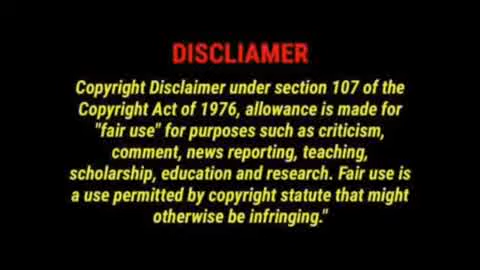 DISCLIAMER
Copyright Disclaimer under section 107 of the
Copyright Act of 1976, allowance is made for
"fair use" for purposes such as criticism,
comment, news reporting, teaching,
scholarship, education and research. Fair use is
a use permitted by copyright statute that might
otherwise be infringing."